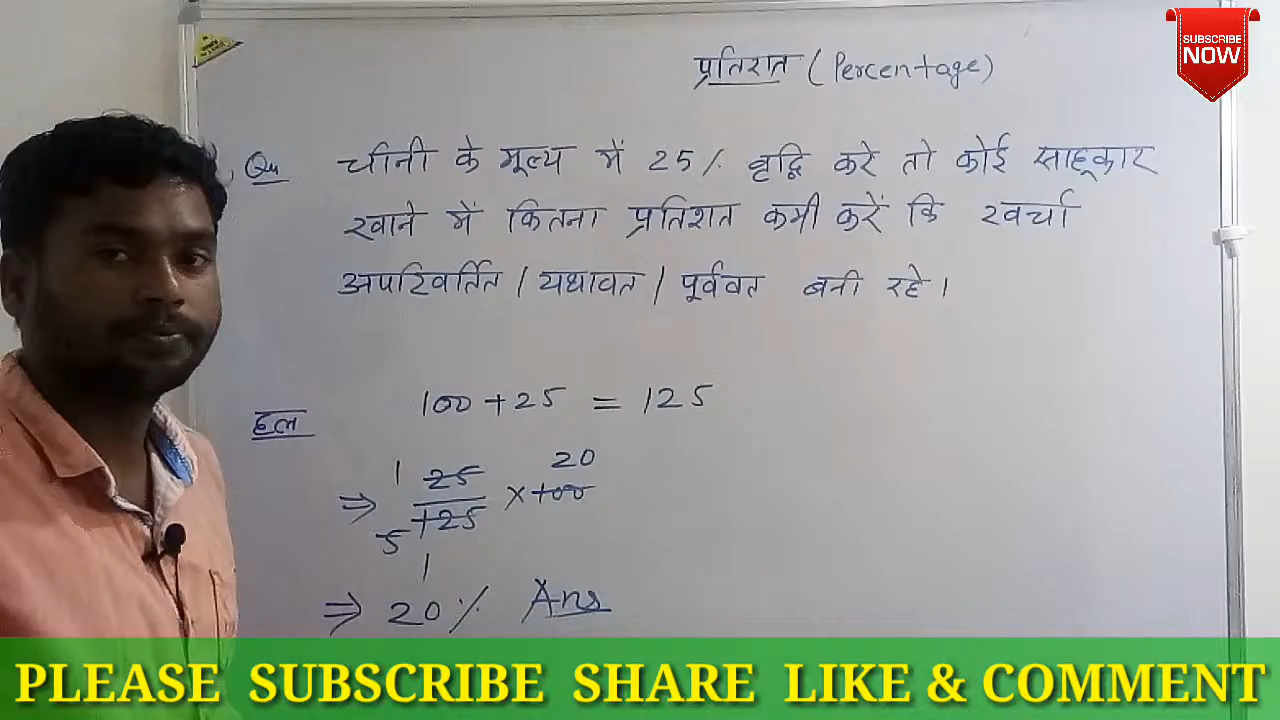 SUBSCRIBE
NOW
प्रतिशत (Percentage)
Qu चीनी के मूल्य में 25% वृद्धि करे तो कोई साहूकार
खाने में कितना प्रतिशत कमी करें कि खर्चा
अपरिवर्तित / यथावत / पूर्ववत बनी रहे।
हल 100 + 25 = 125
1 20
⇒ 25/125 × 100
5
1
⇒ 20% Ans
PLEASE SUBSCRIBE SHARE LIKE & COMMENT